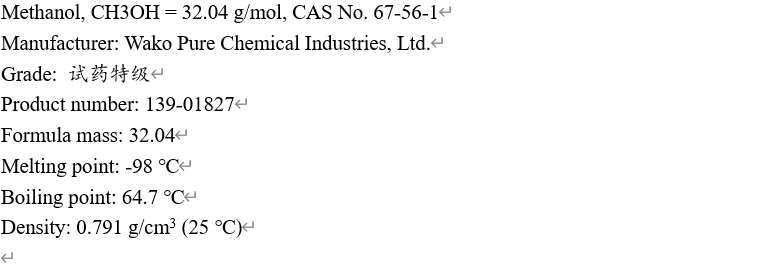 Methanol, CH3OH = 32.04 g/mol, CAS No. 67-56-1
Manufacturer: Wako Pure Chemical Industries, Ltd.
Grade: 试药特级
Product number: 139-01827
Formula mass: 32.04
Melting point: -98 ℃
Boiling point: 64.7 ℃
Density: 0.791 g/cm³ (25 ℃)